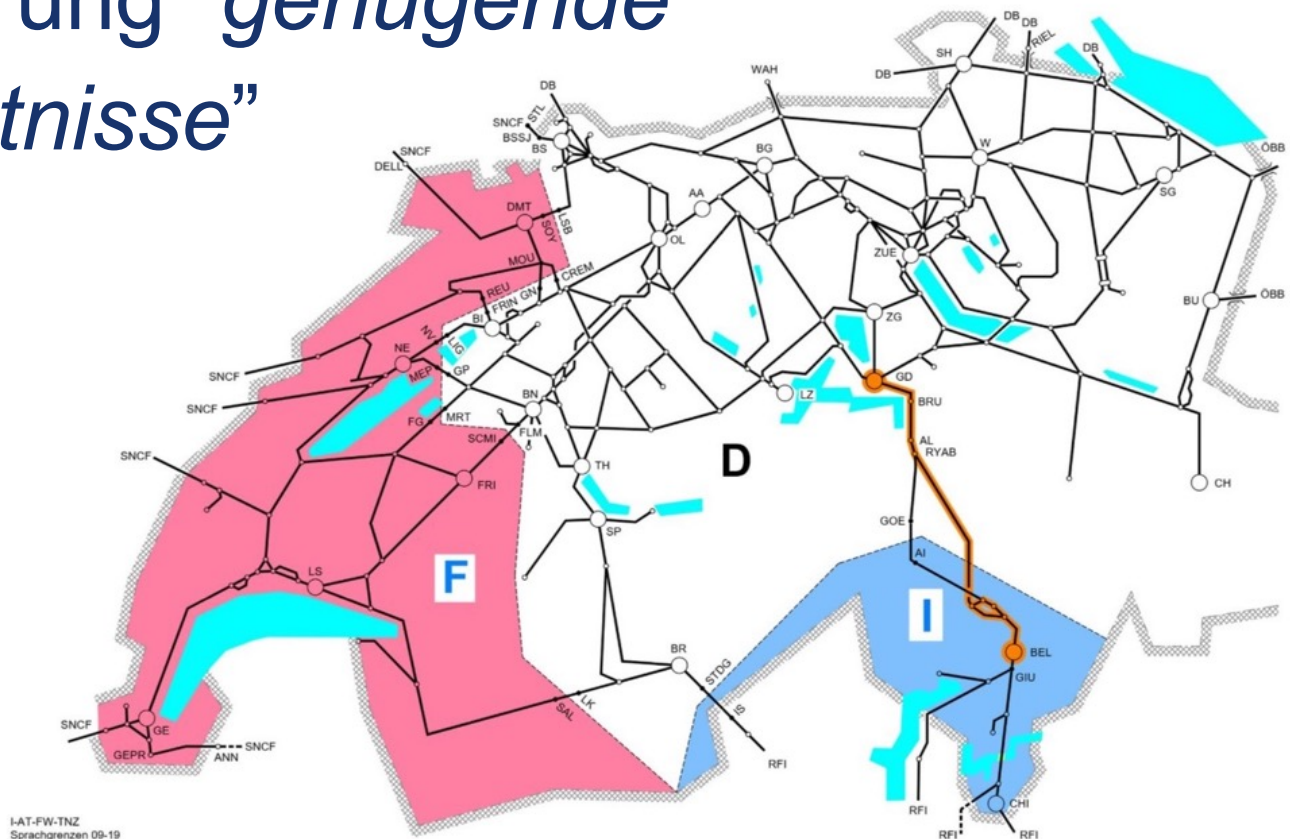 ung "genügende
tnisse”
DB
DB
RIEL
DB
SH
DB
WAH
DB
STL
SNCF
BSSJ
BS
SNCF
DELL
BG
W
ÖBB
SG
AA
DMT
SOY
LSB
OL
ZUE
MOU
CREM
REU
GN
FRIN
BI
BU
ÖBB
ZG
NV
LIG
NE
MEP
GP
SNCF
GD
BRU
LZ
BN
SNCF
FG
MRT
FLM
SCMI
AL
RYAB
SNCF
TH
D
FRI
CH
SP
GOE
AI
LS
F
I
BR
BEL
STDG
GIU
LK
SAL
IS
SNCF
GE
GEPR
ANN
SNCF
RFI
RFI
CHI
RFI
RFI
I-AT-FW-TNZ
Sprachgrenzen 09-19